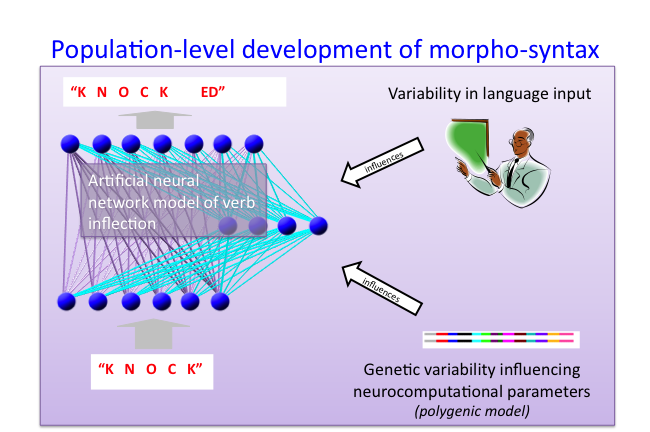 Population-level development of morpho-syntax
“K N O C K ED”
Variability in language input
influences
Artificial neural
network model of verb
inflection
influences
“K N O C K”
Genetic variability influencing
neurocomputational parameters
(polygenic model)